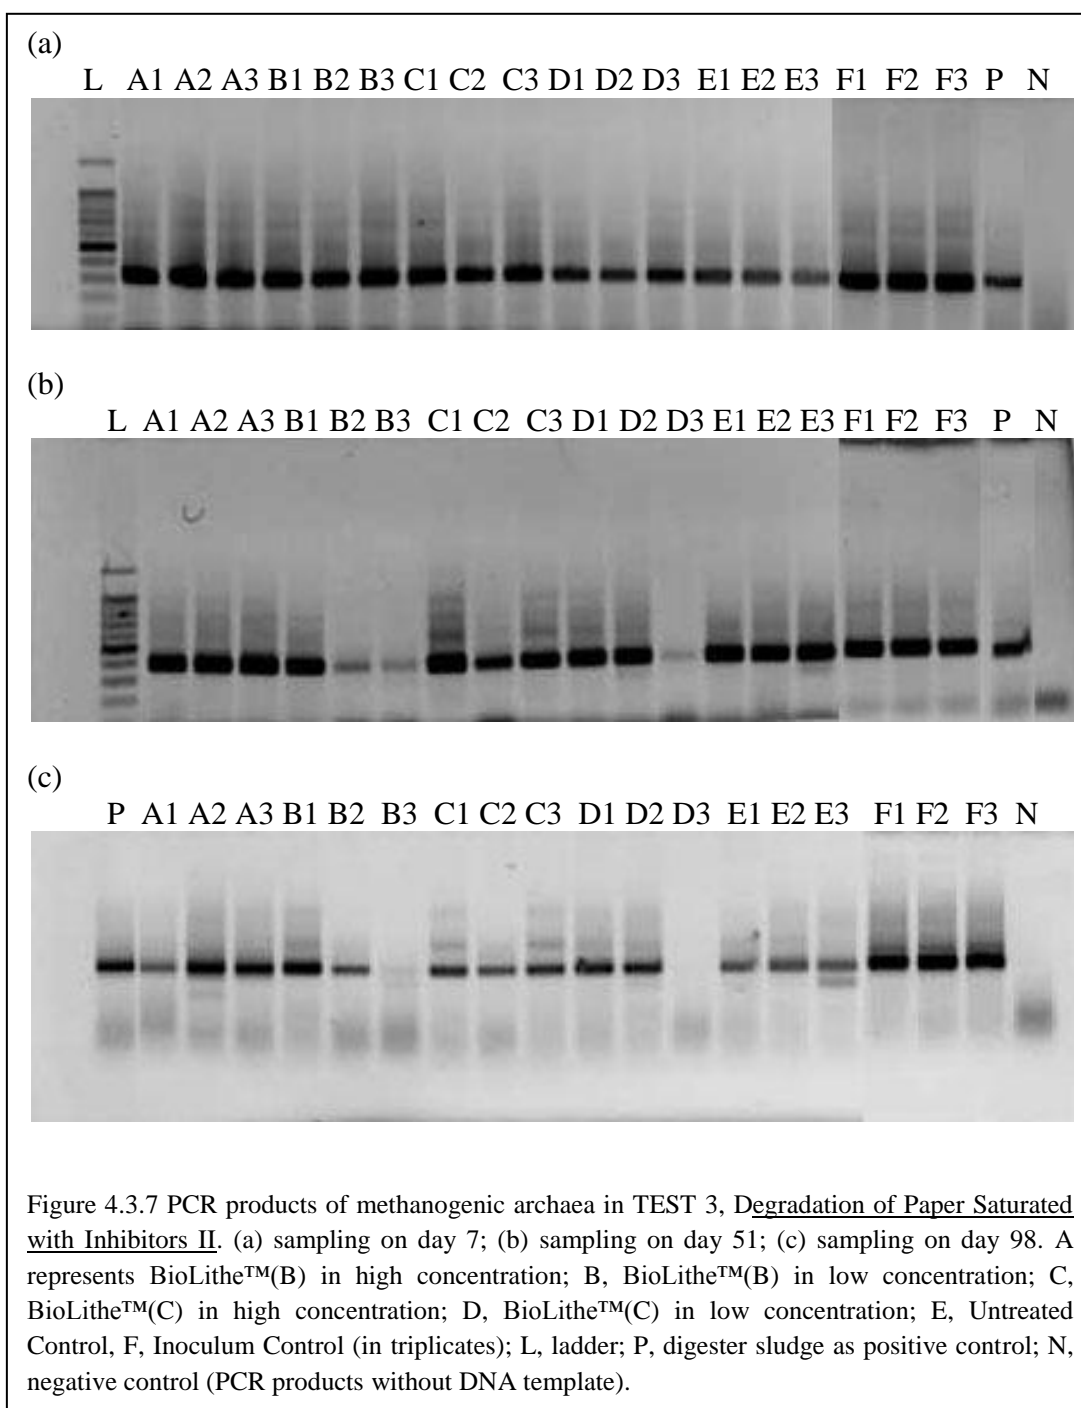 (a)
L A1 A2 A3 B1 B2 B3 C1 C2 C3 D1 D2 D3 E1 E2 E3 F1 F2 F3 P N
(b)
L A1 A2 A3 B1 B2 B3 C1 C2 C3 D1 D2 D3 E1 E2 E3 F1 F2 F3 P N
(c)
P A1 A2 A3 B1 B2 B3 C1 C2 C3 D1 D2 D3 E1 E2 E3 F1 F2 F3 N
Figure 4.3.7 PCR products of methanogenic archaea in TEST 3, Degradation of Paper Saturated
with Inhibitors II. (a) sampling on day 7; (b) sampling on day 51; (c) sampling on day 98. A
represents BioLithe™(B) in high concentration; B, BioLithe™(B) in low concentration; C,
BioLithe™(C) in high concentration; D, BioLithe™(C) in low concentration; E, Untreated
Control, F, Inoculum Control (in triplicates); L, ladder; P, digester sludge as positive control; N,
negative control (PCR products without DNA template).